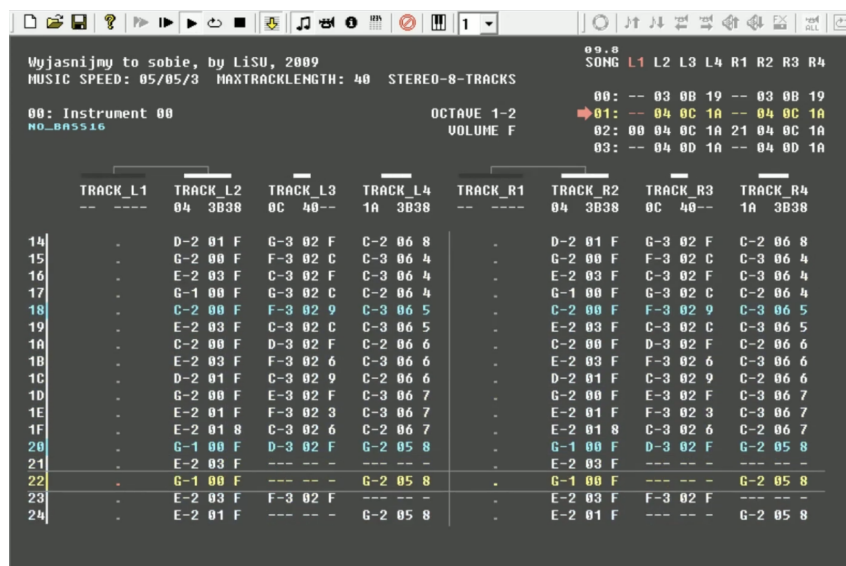 1
09.8
Wyjasnijmy to sobie, by LiSU, 2009 SONG L1 L2 L3 L4 R1 R2 R3 R4
MUSIC SPEED: 05/05/3 MAXTRACKLENGTH: 40 STEREO-8-TRACKS
00: -- 03 0B 19 -- 03 0B 19
00: Instrument 00 OCTAVE 1-2 01: -- 04 0C 1A -- 04 0C 1A
NO_BASS16 VOLUME F 02: 00 04 0C 1A 21 04 0C 1A
03: -- 04 0D 1A -- 04 0D 1A
TRACK_L1 TRACK_L2 TRACK_L3 TRACK_L4 TRACK_R1 TRACK_R2 TRACK_R3 TRACK_R4
-- ---- 04 3B38 0C 40-- 1A 3B38 -- ---- 04 3B38 0C 40-- 1A 3B38
14 . D-2 01 F G-3 02 F C-2 06 8 . D-2 01 F G-3 02 F C-2 06 8
15 . G-2 00 F F-3 02 C C-3 06 4 . G-2 00 F F-3 02 C C-3 06 4
16 . E-2 03 F C-3 02 F C-3 06 4 . E-2 03 F C-3 02 F C-3 06 4
17 . G-1 00 F G-3 02 C C-2 06 4 . G-1 00 F G-3 02 C C-2 06 4
18 . C-2 00 F F-3 02 9 C-3 06 5 . C-2 00 F F-3 02 9 C-3 06 5
19 . E-2 03 F C-3 02 C C-3 06 5 . E-2 03 F C-3 02 C C-3 06 5
1A . C-2 00 F D-3 02 F C-2 06 6 . C-2 00 F D-3 02 F C-2 06 6
1B . E-2 03 F F-3 02 6 C-3 06 6 . E-2 03 F F-3 02 6 C-3 06 6
1C . D-2 01 F C-3 02 9 C-2 06 6 . D-2 01 F C-3 02 9 C-2 06 6
1D . G-2 00 F E-3 02 F C-3 06 7 . G-2 00 F E-3 02 F C-3 06 7
1E . E-2 01 F F-3 02 3 C-3 06 7 . E-2 01 F F-3 02 3 C-3 06 7
1F . E-2 01 8 C-3 02 6 C-2 06 7 . E-2 01 8 C-3 02 6 C-2 06 7
20 . G-1 00 F D-3 02 F G-2 05 8 . G-1 00 F D-3 02 F G-2 05 8
21 . E-2 03 F --- -- - --- -- - . E-2 03 F --- -- - --- -- -
22 . G-1 00 F --- -- - G-2 05 8 . G-1 00 F --- -- - G-2 05 8
23 . E-2 03 F F-3 02 F --- -- - . E-2 03 F F-3 02 F --- -- -
24 . E-2 01 F --- -- - G-2 05 8 . E-2 01 F --- -- - G-2 05 8